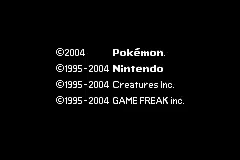 ©2004 Pokémon.
©1995-2004 Nintendo
©1995-2004 Creatures Inc.
©1995-2004 GAME FREAK inc.